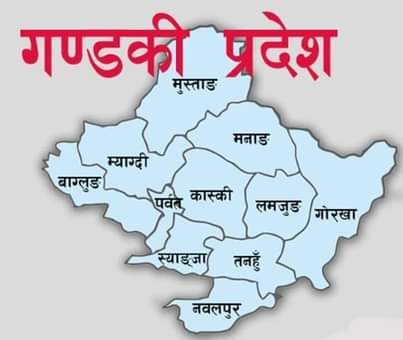 गण्डकी प्रदेश
मुस्ताङ
मनाङ
म्याग्दी
बाग्लुङ
पर्वत
कास्की
लमजुङ
गोरखा
स्याङ्जा
तनहुँ
नवलपुर